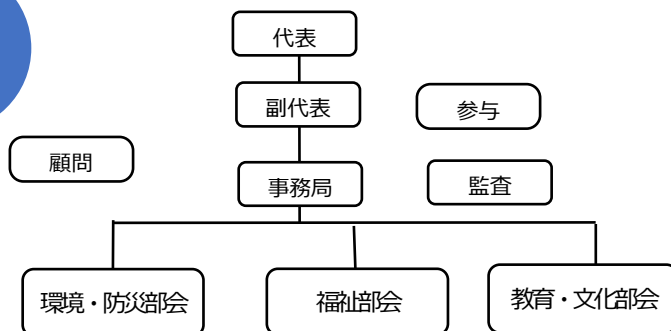 代表
副代表
参与
顧問
事務局
監査
環境・防災部会
福祉部会
教育・文化部会